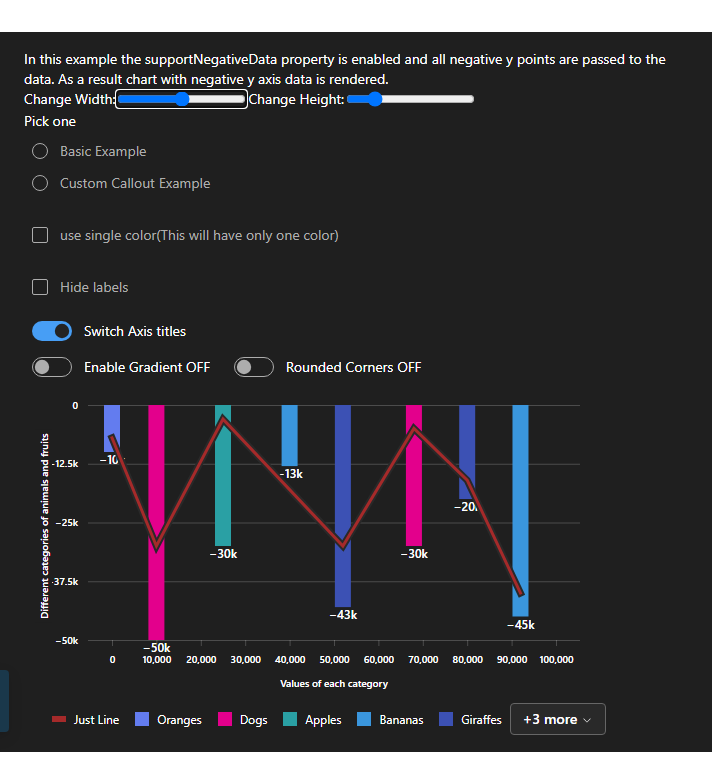 In this example the supportNegativeData property is enabled and all negative y points are passed to the
data. As a result chart with negative y axis data is rendered.
Change Width: Change Height:
Pick one
Basic Example
Custom Callout Example
use single color(This will have only one color)
Hide labels
Switch Axis titles
Enable Gradient OFF Rounded Corners OFF
Different categories of animals and fruits
0
−12.5k
−25k
−37.5k
−50k
−10k
−50k
−30k
−13k
−43k
−30k
−20k
−45k
0 10,000 20,000 30,000 40,000 50,000 60,000 70,000 80,000 90,000 100,000
Values of each category
Just Line Oranges Dogs Apples Bananas Giraffes +3 more